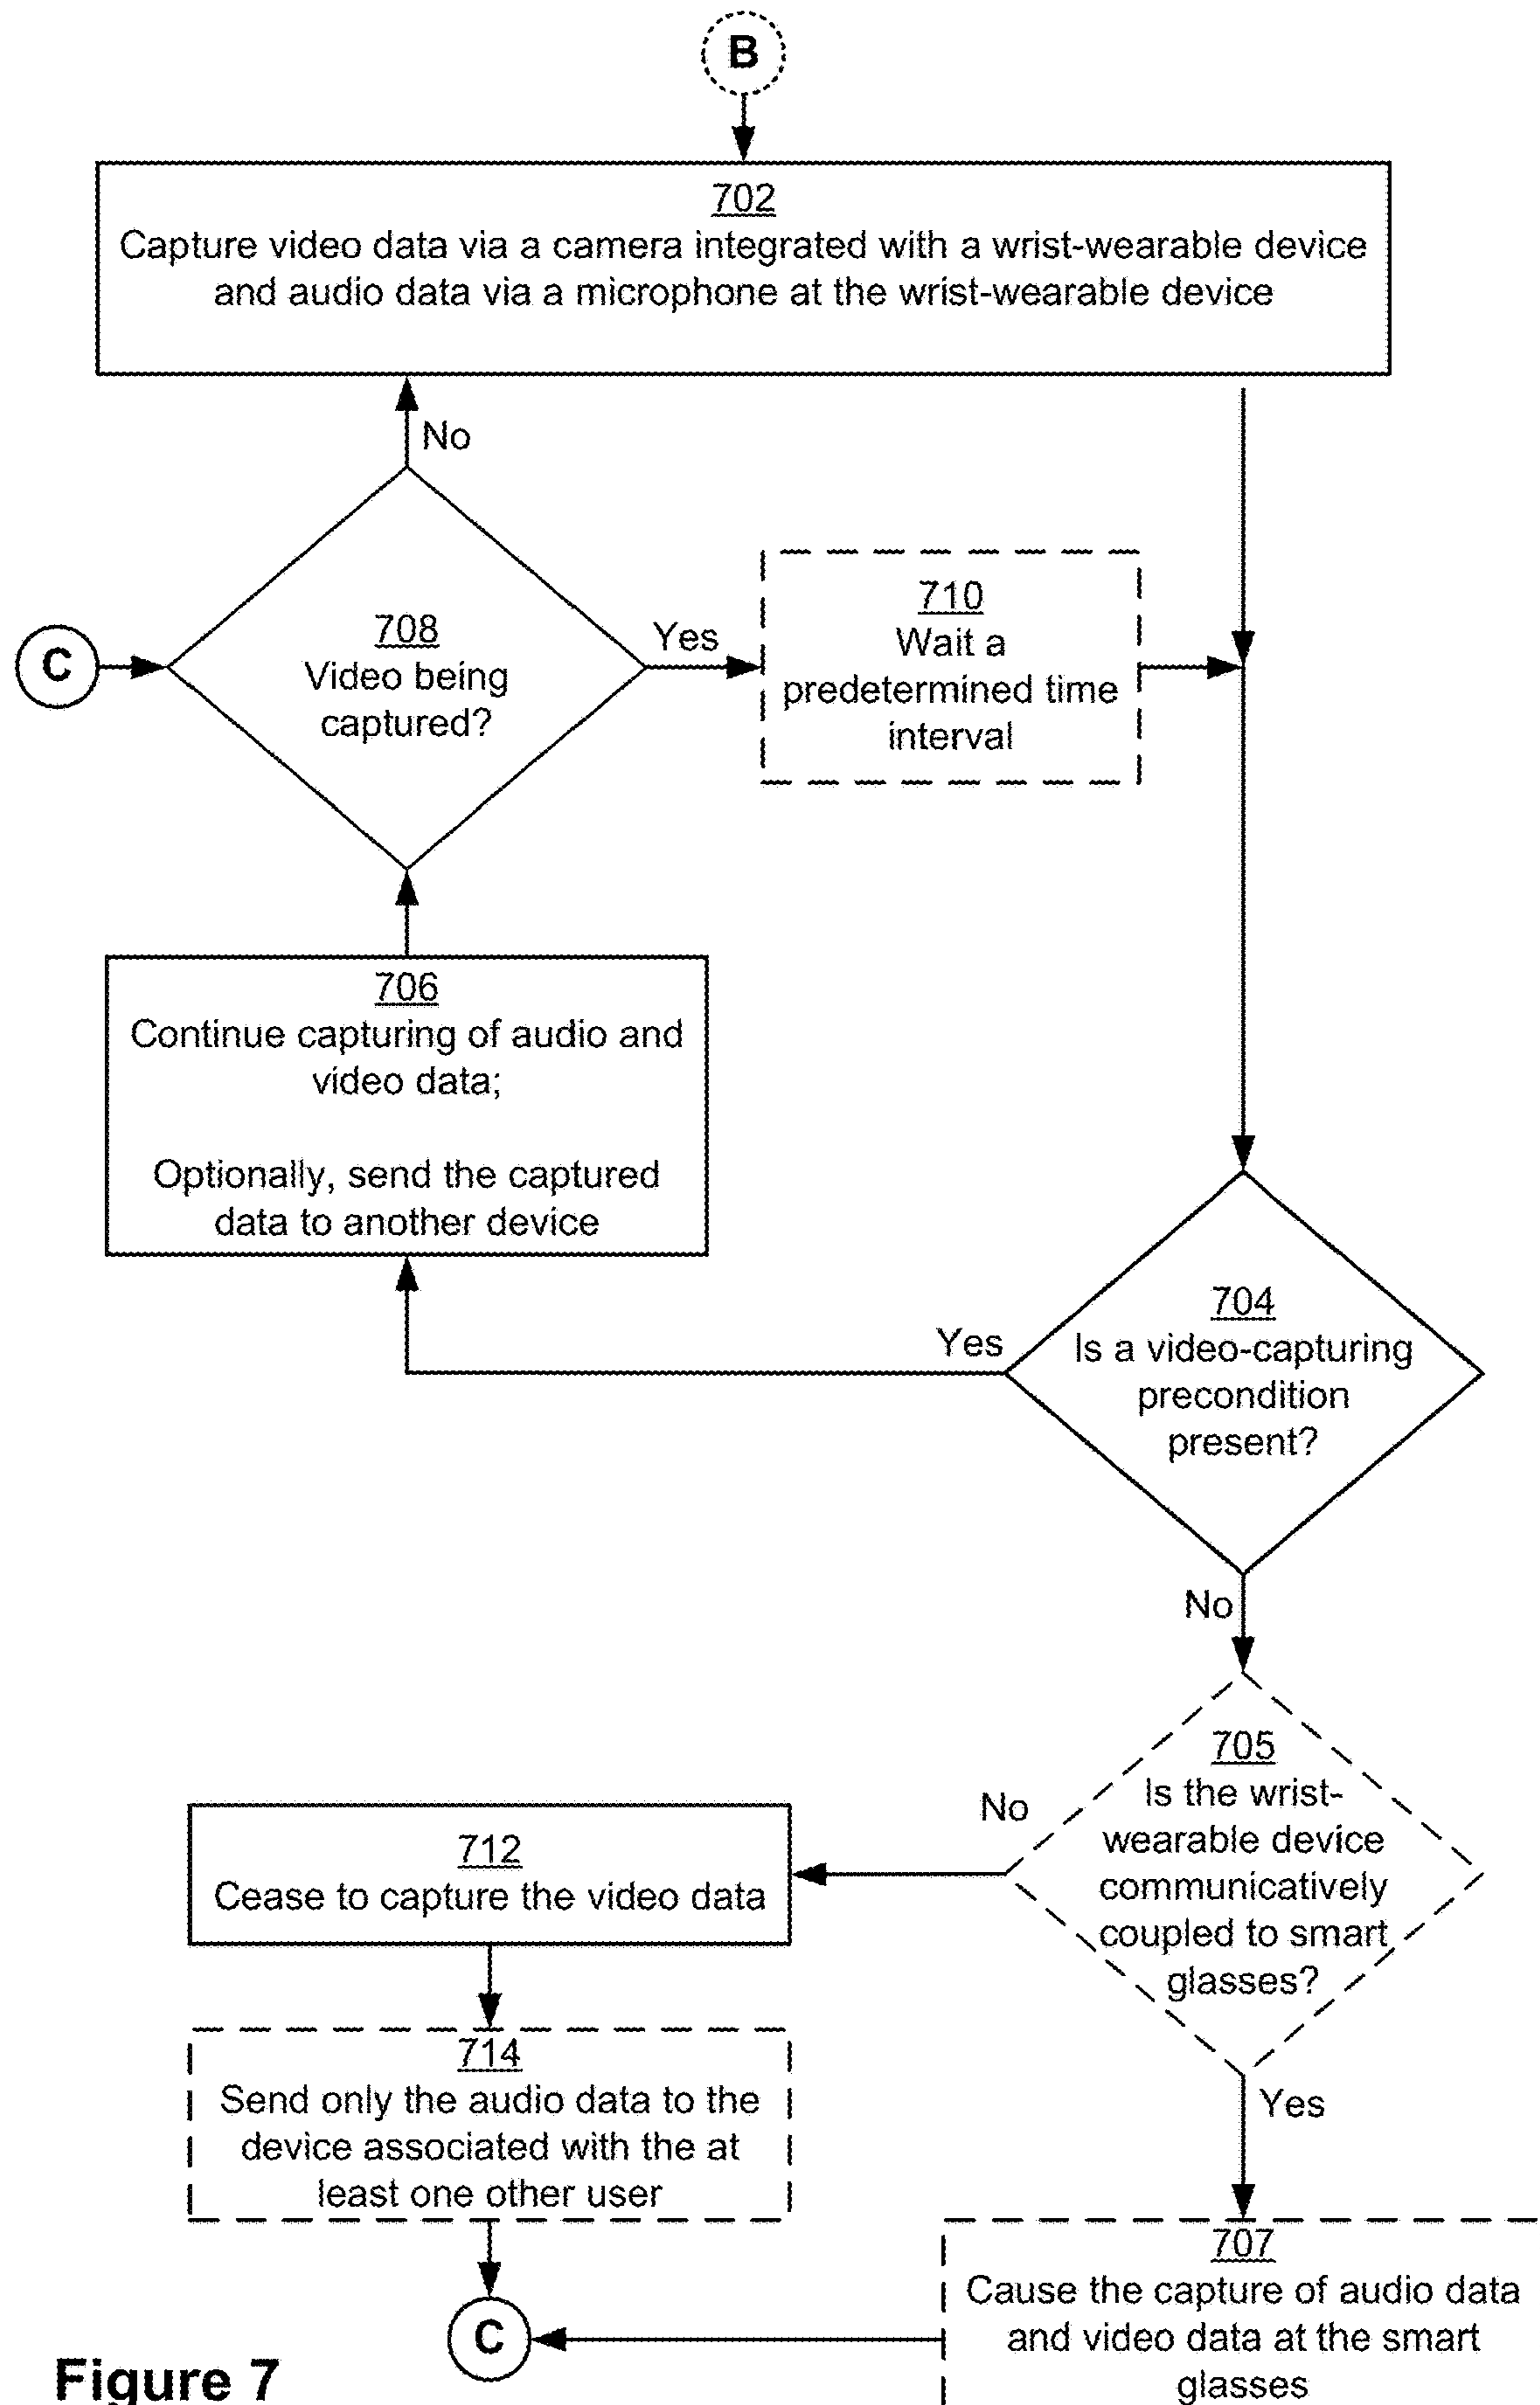 B
702
Capture video data via a camera integrated with a wrist-wearable device
and audio data via a microphone at the wrist-wearable device
No
C
708
Video being
captured?
Yes
710
Wait a
predetermined time
interval
706
Continue capturing of audio and
video data;
Optionally, send the captured
data to another device
Yes
704
Is a video-capturing
precondition
present?
No
705
Is the wrist-
wearable device
communicatively
coupled to smart
glasses?
No
712
Cease to capture the video data
714
Send only the audio data to the
device associated with the at
least one other user
Yes
707
Cause the capture of audio data
and video data at the smart
glasses
C
Figure 7